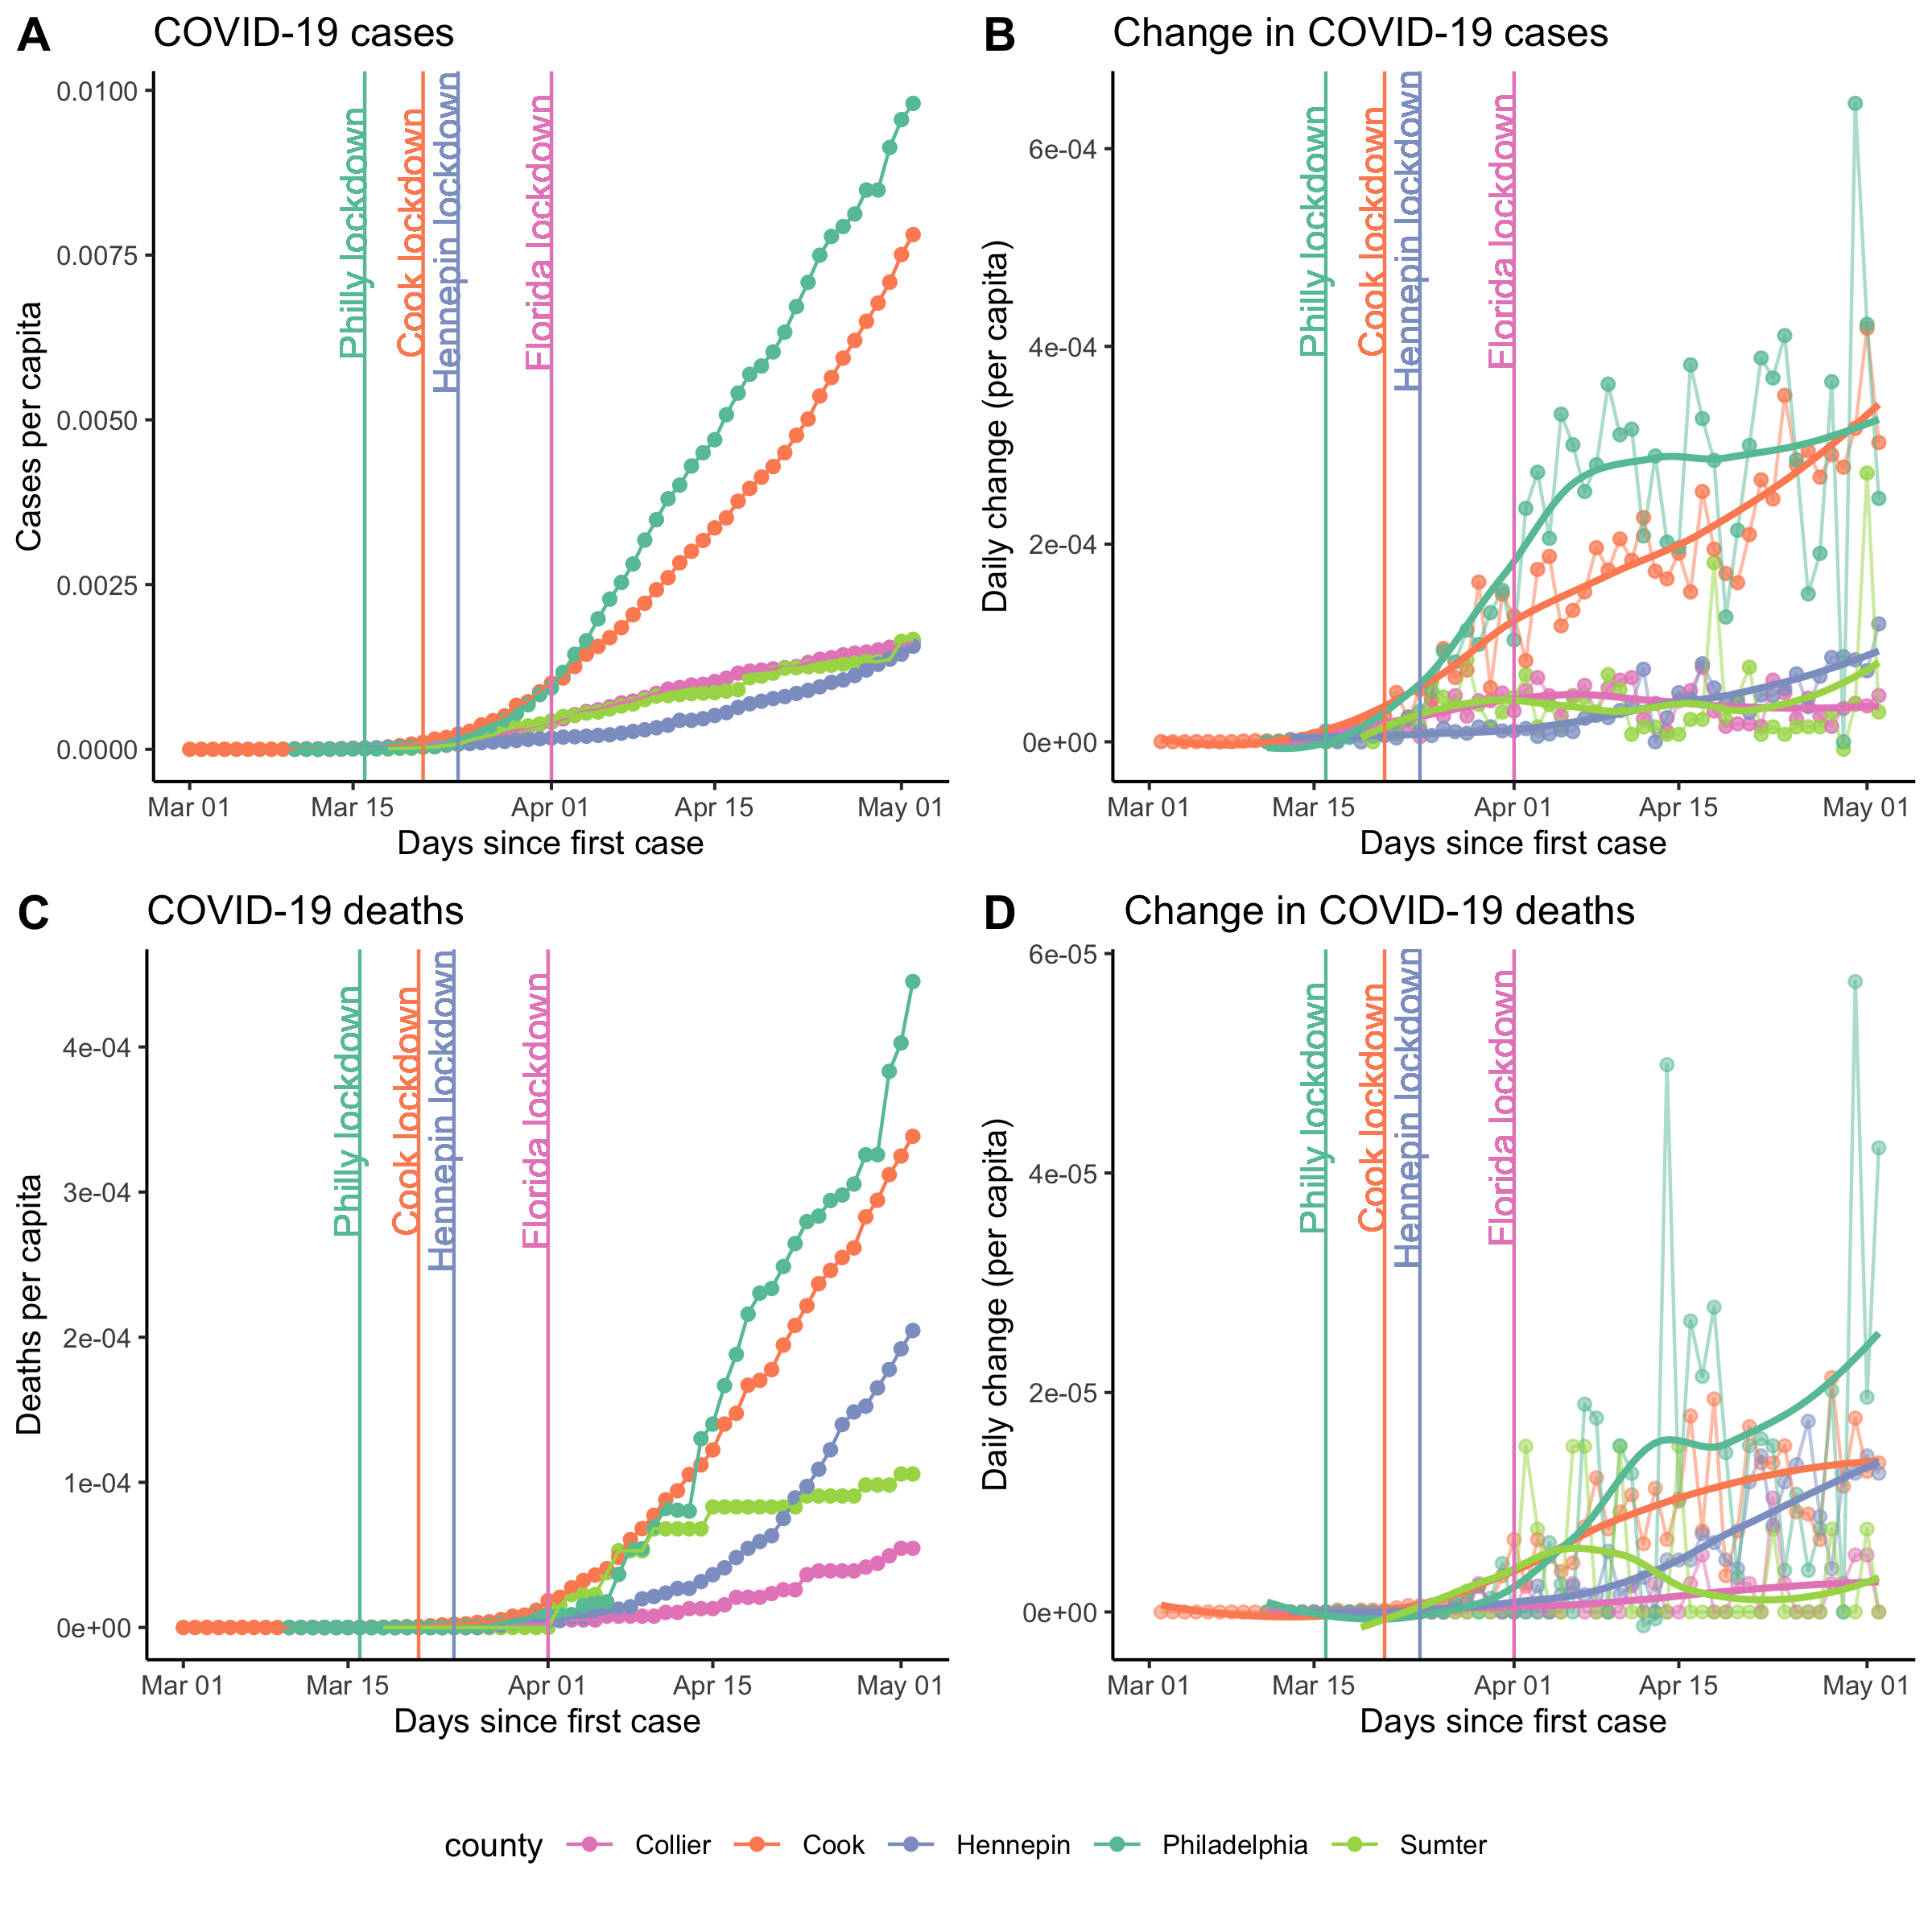 A
COVID-19 cases
0.0100
0.0075
0.0050
0.0025
0.0000
Cases per capita
Philly lockdown
Cook lockdown
Hennepin lockdown
Florida lockdown
Mar 01
Mar 15
Apr 01
Apr 15
May 01
Days since first case
B
Change in COVID-19 cases
6e-04
4e-04
2e-04
0e+00
Daily change (per capita)
Philly lockdown
Cook lockdown
Hennepin lockdown
Florida lockdown
Mar 01
Mar 15
Apr 01
Apr 15
May 01
Days since first case
C
COVID-19 deaths
4e-04
3e-04
2e-04
1e-04
0e+00
Deaths per capita
Philly lockdown
Cook lockdown
Hennepin lockdown
Florida lockdown
Mar 01
Mar 15
Apr 01
Apr 15
May 01
Days since first case
D
Change in COVID-19 deaths
6e-05
4e-05
2e-05
0e+00
Daily change (per capita)
Philly lockdown
Cook lockdown
Hennepin lockdown
Florida lockdown
Mar 01
Mar 15
Apr 01
Apr 15
May 01
Days since first case
county Collier Cook Hennepin Philadelphia Sumter